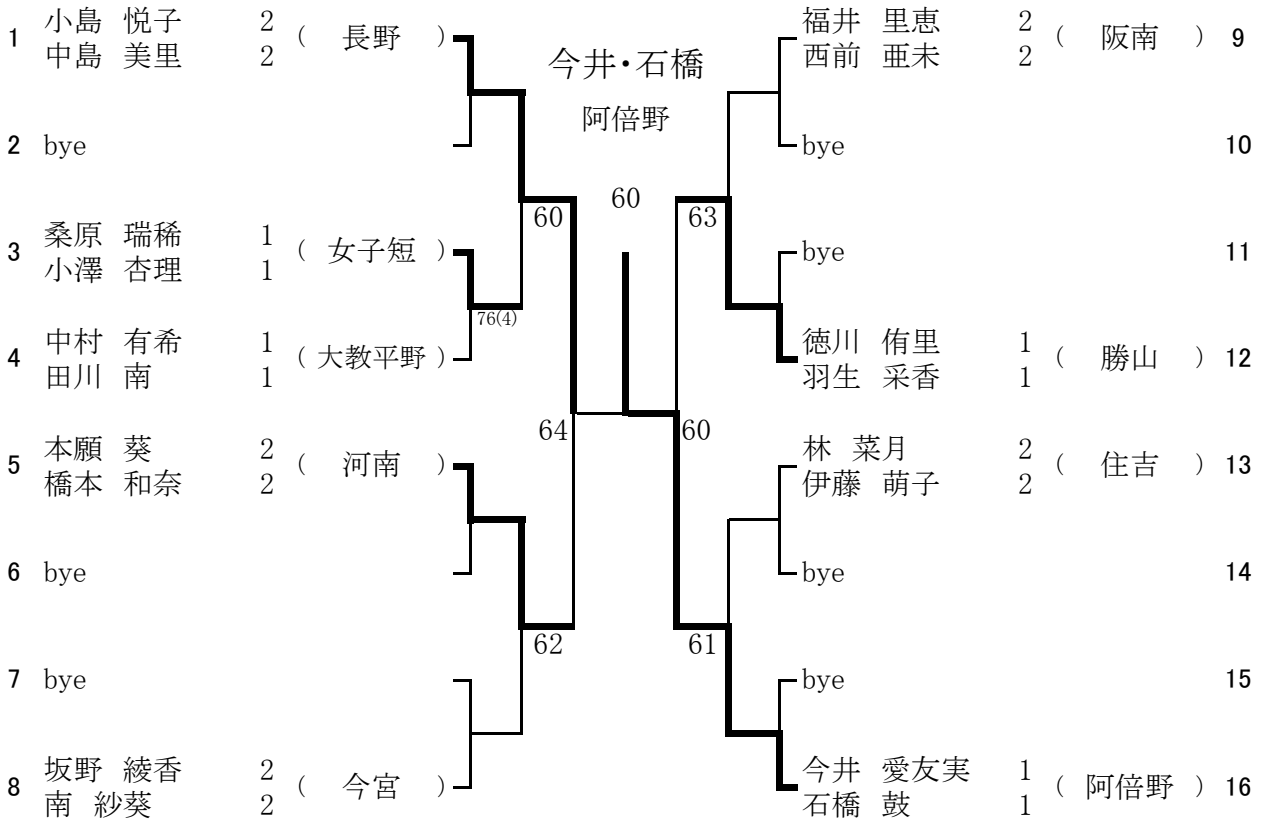 1 小島 悦子 2 ( 長野 )
中島 美里 2
2 bye
3 桑原 瑞稀 1 ( 女子短 )
小澤 杏理 1
4 中村 有希 1 ( 大教平野 )
田川 南 1
5 本願 葵 2 ( 河南 )
橋本 和奈 2
6 bye
7 bye
8 坂野 綾香 2 ( 今宮 )
南 紗葵 2
60
76(4)
64
62
今井・石橋
阿倍野
60
63
60
61
福井 里恵 2 ( 阪南 ) 9
西前 亜未 2
bye 10
bye 11
徳川 侑里 1 ( 勝山 ) 12
羽生 采香 1
林 菜月 2 ( 住吉 ) 13
伊藤 萌子 2
bye 14
bye 15
今井 愛友実 1 ( 阿倍野 ) 16
石橋 鼓 1